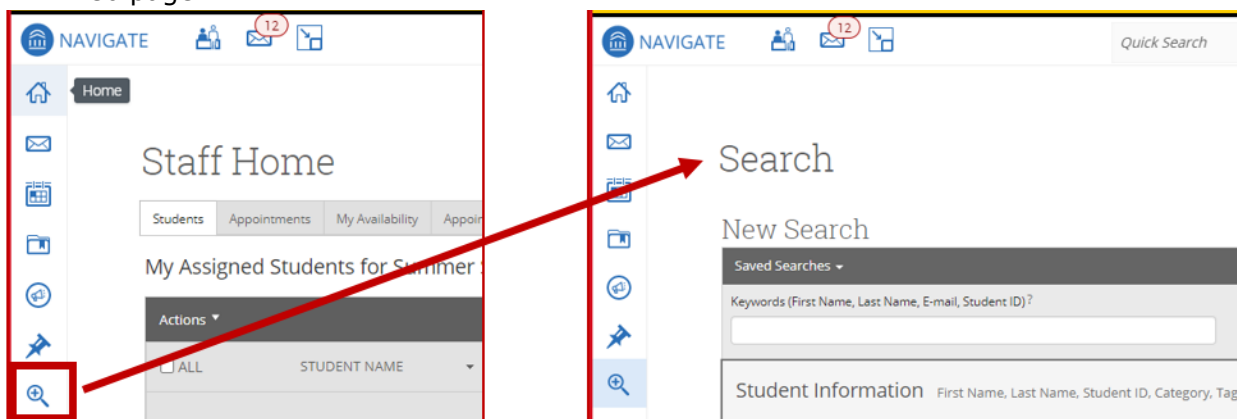 NAVIGATE 12
Home
Staff Home
Students Appointments My Availability
My Assigned Students for Summer
Actions
ALL STUDENT NAME
NAVIGATE 12 Quick Search
Search
New Search
Saved Searches
Keywords (First Name, Last Name, E-mail, Student ID)?
Student Information First Name, Last Name, Student ID, Category, Tag